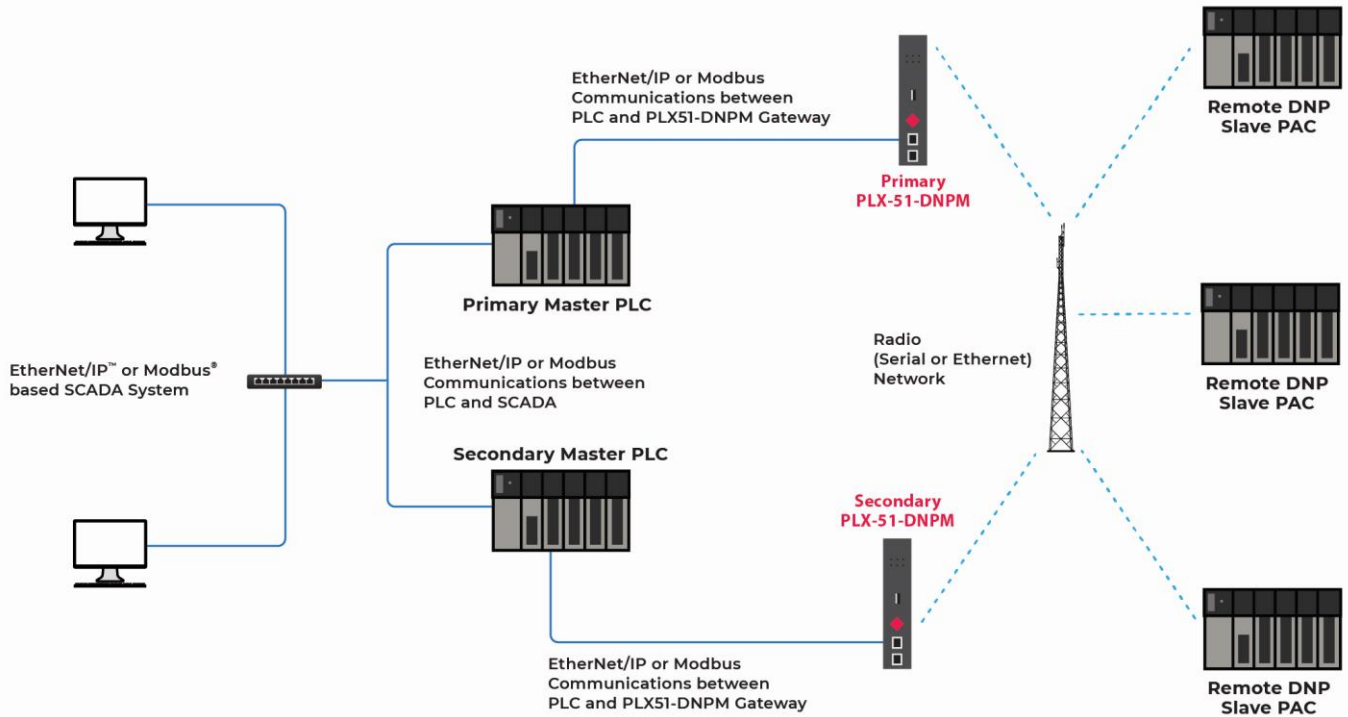 EtherNet/IP or Modbus
Communications between
PLC and PLX51-DNPM Gateway
Primary
PLX-51-DNPM
Remote DNP
Slave PAC
Primary Master PLC
EtherNet/IP™ or Modbus®
based SCADA System
EtherNet/IP or Modbus
Communications between
PLC and SCADA
Radio
(Serial or Ethernet)
Network
Remote DNP
Slave PAC
Secondary Master PLC
Secondary
PLX-51-DNPM
EtherNet/IP or Modbus
Communications between
PLC and PLX51-DNPM Gateway
Remote DNP
Slave PAC